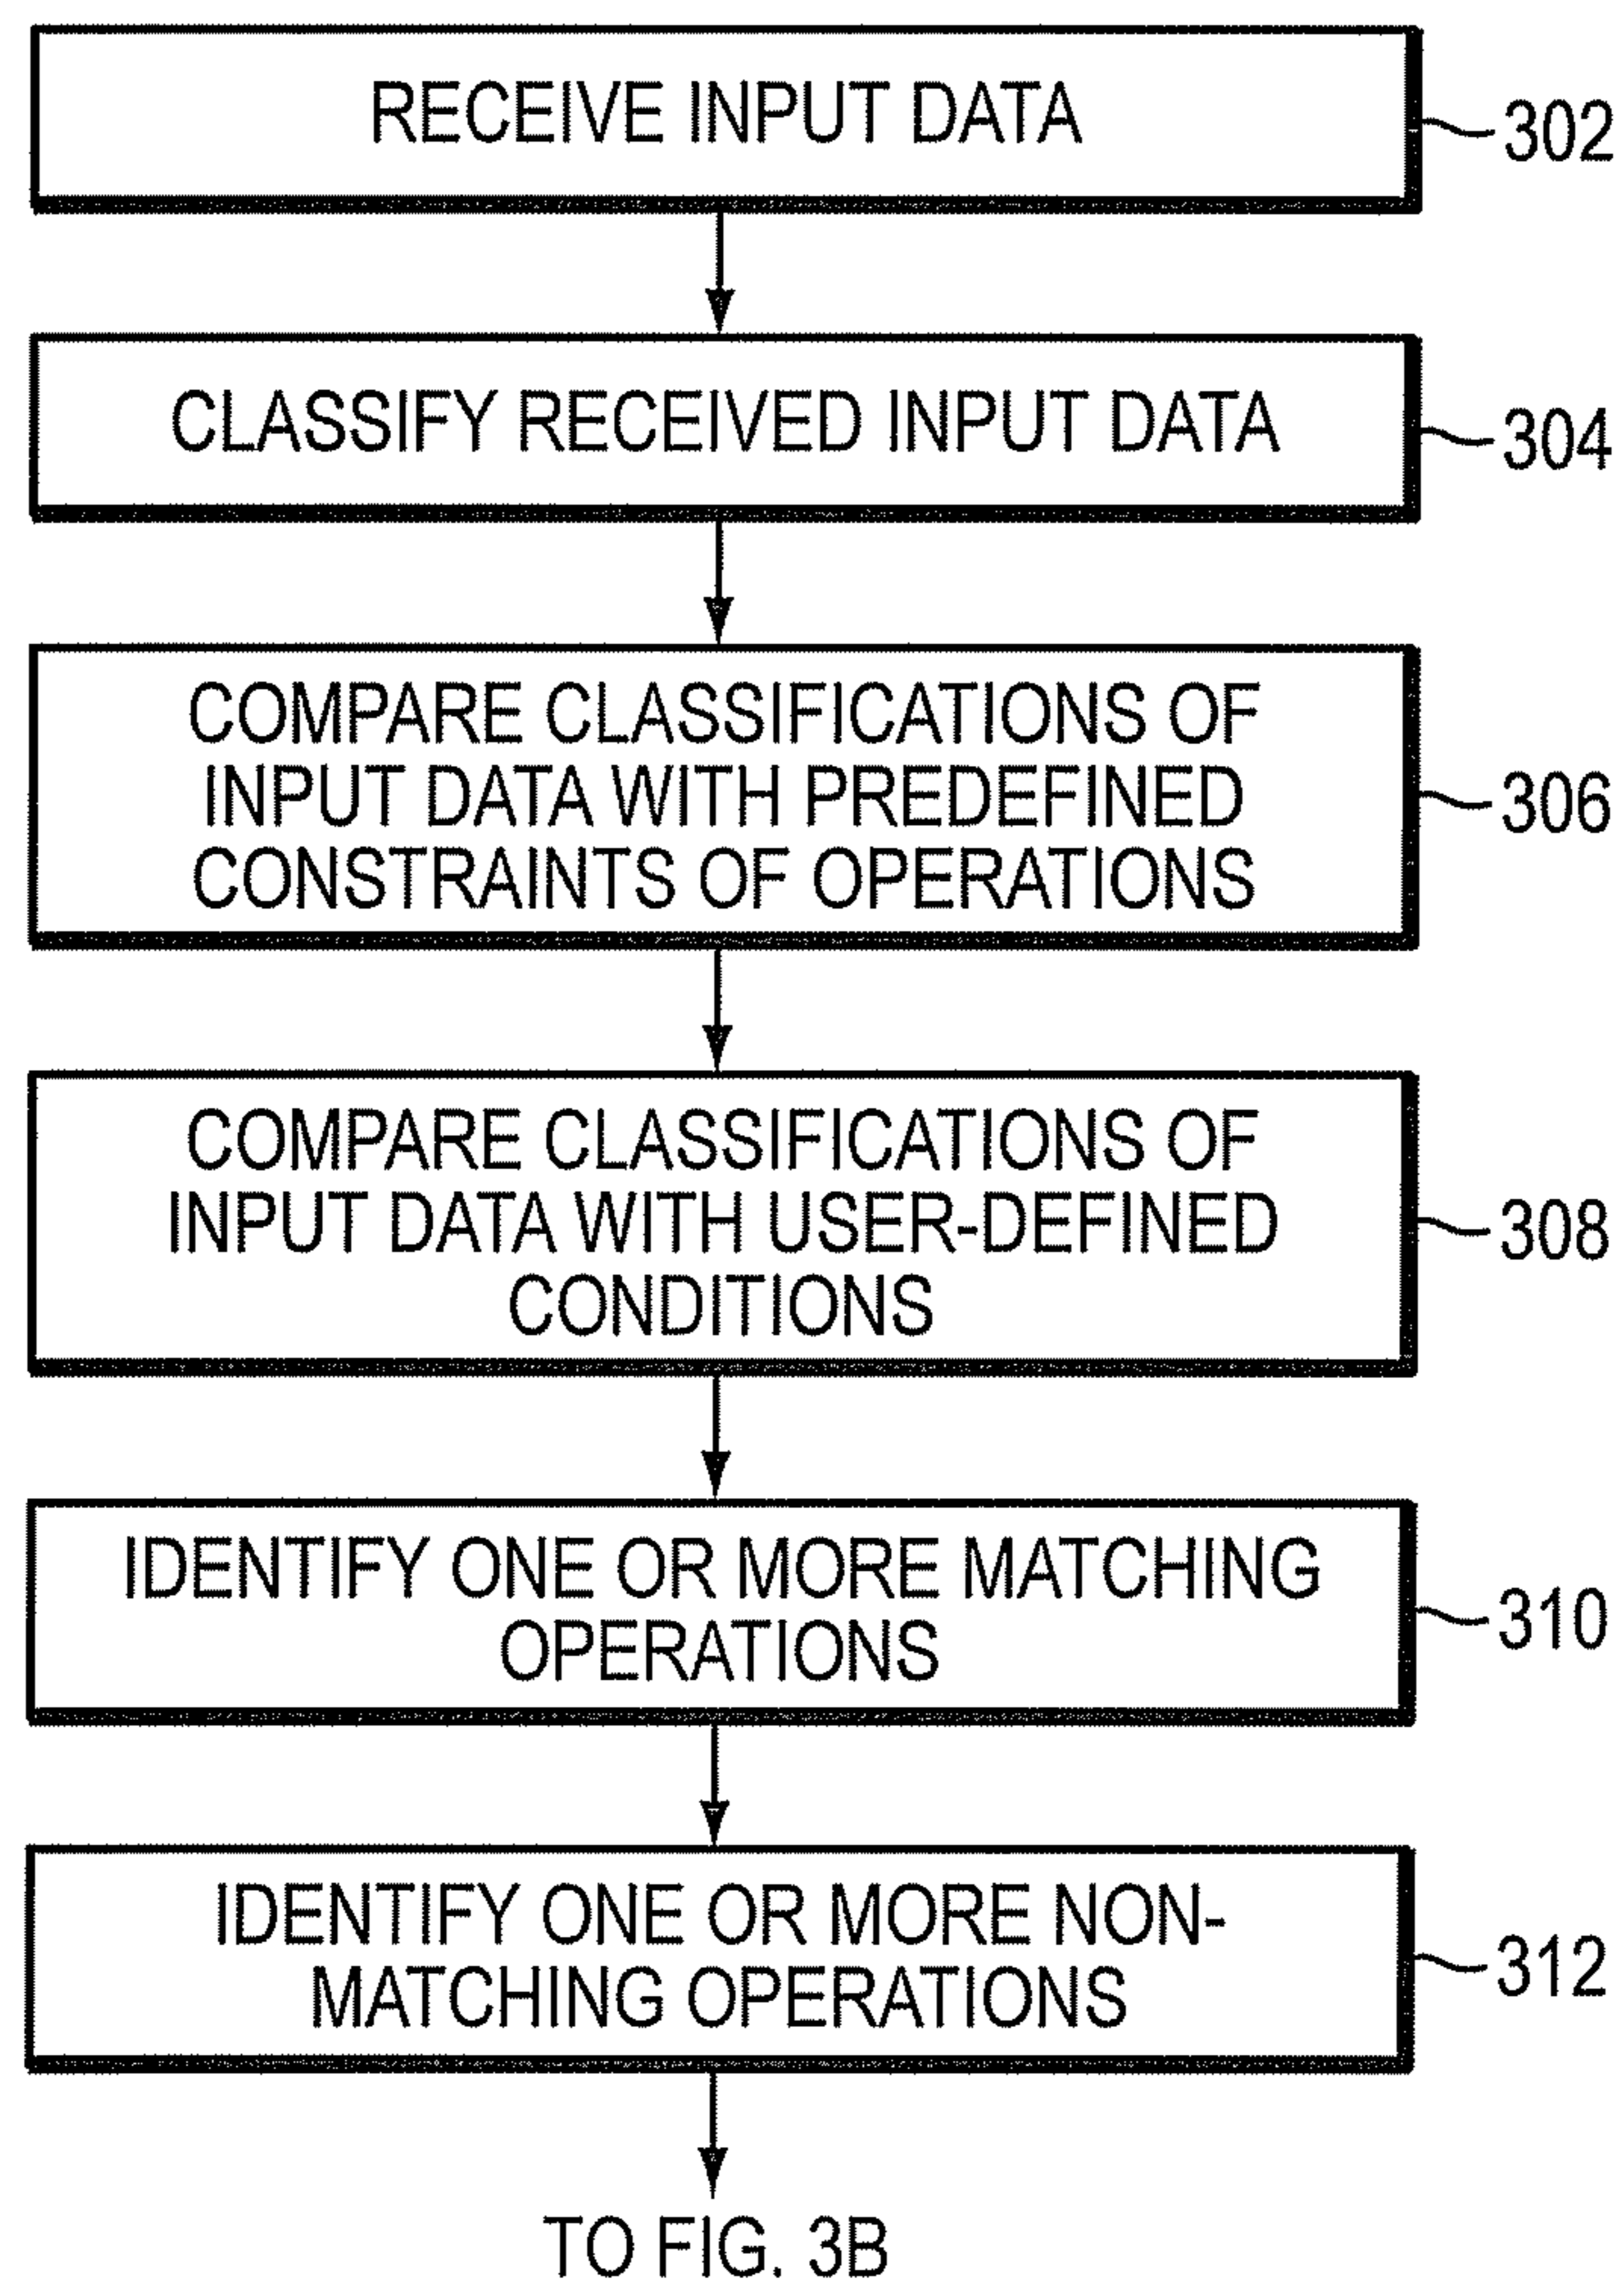 RECEIVE INPUT DATA
302
CLASSIFY RECEIVED INPUT DATA
304
COMPARE CLASSIFICATIONS OF
INPUT DATA WITH PREDEFINED
CONSTRAINTS OF OPERATIONS
306
COMPARE CLASSIFICATIONS OF
INPUT DATA WITH USER-DEFINED
CONDITIONS
308
IDENTIFY ONE OR MORE MATCHING
OPERATIONS
310
IDENTIFY ONE OR MORE NON-
MATCHING OPERATIONS
312
TO FIG. 3B